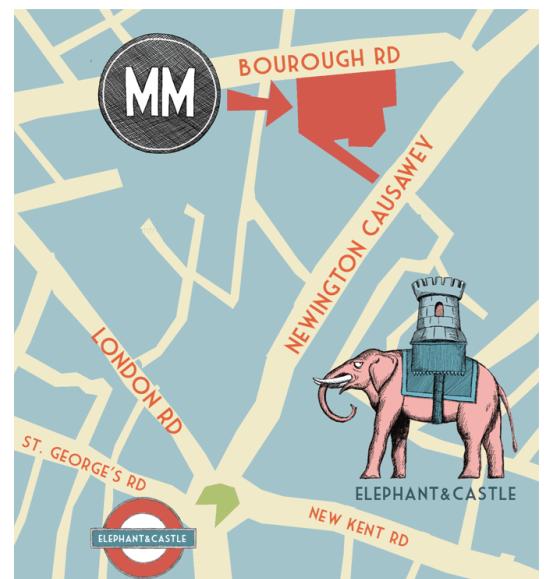 BOUROUGH RD
MM
NEWINGTON CAUSAWEY
LONDON RD
ST. GEORGE'S RD
ELEPHANT&CASTLE
NEW KENT RD
ELEPHANT&CASTLE